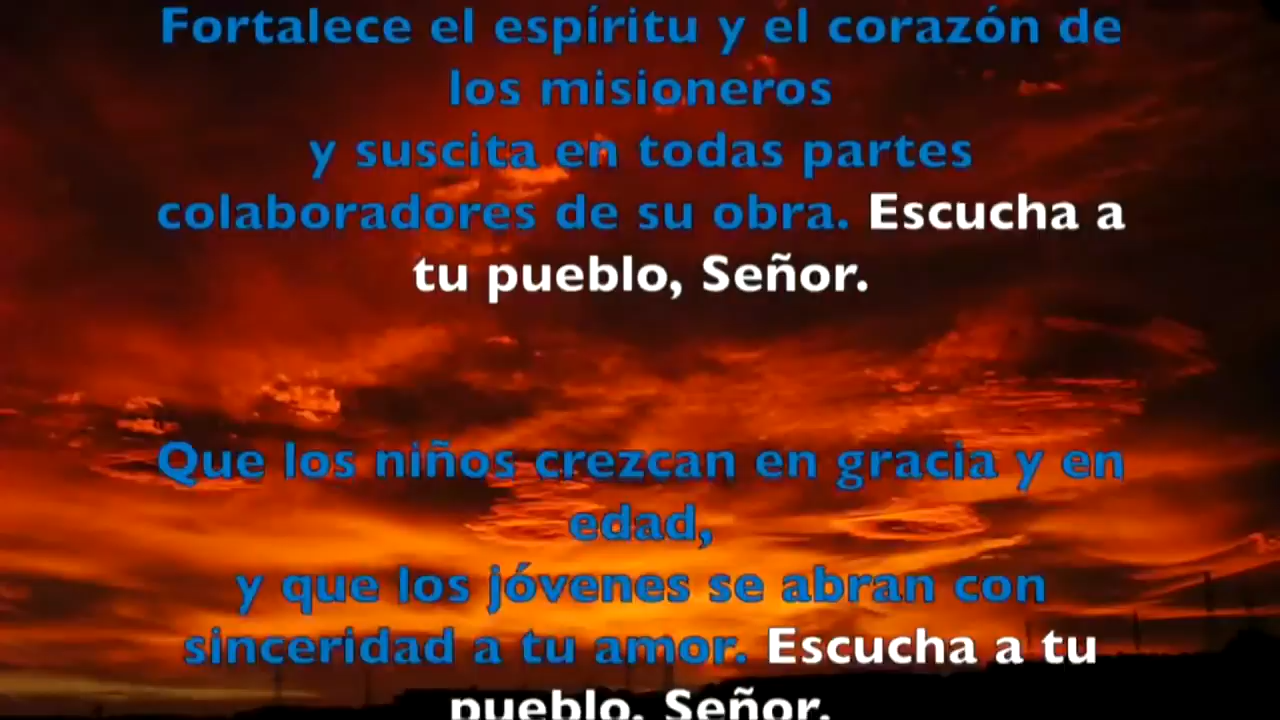 Fortalece el espíritu y el corazón de
los misioneros
y suscita en todas partes
colaboradores de su obra. Escucha a
tu pueblo, Señor.
Que los niños crezcan en gracia y en
edad,
y que los jóvenes se abran con
sinceridad a tu amor. Escucha a tu
pueblo, Señor.